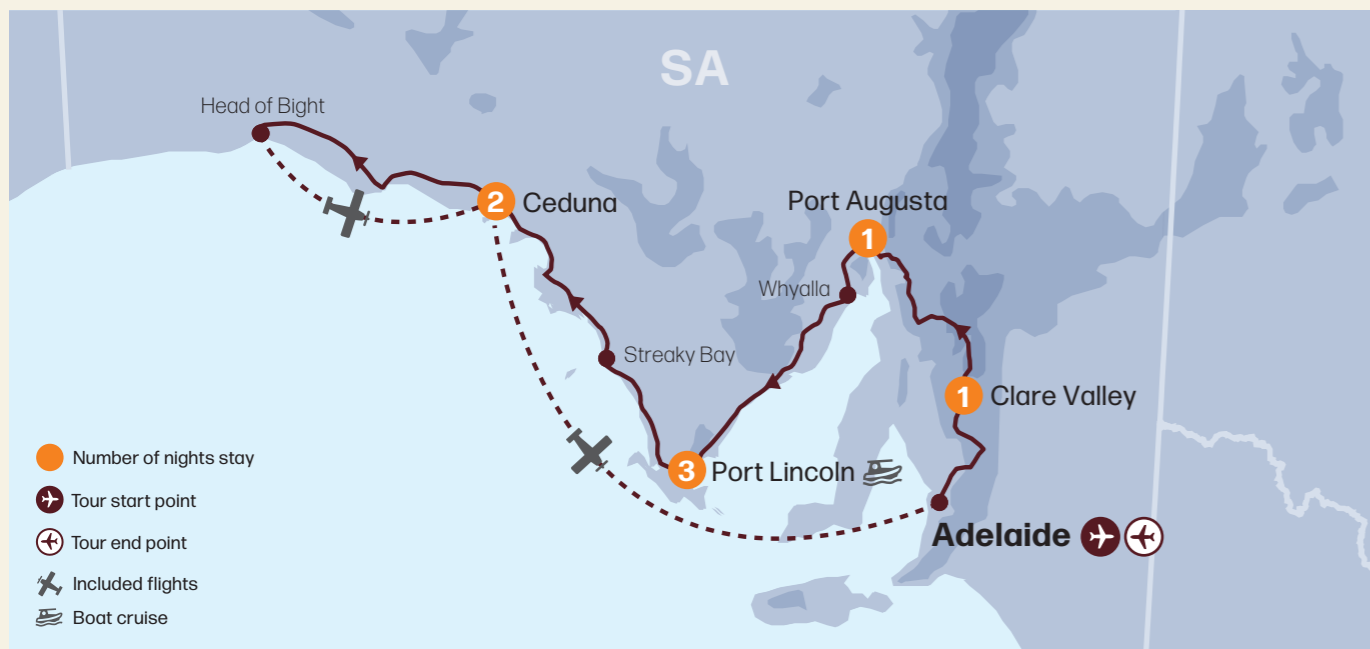 SA
Head of Bight
2 Ceduna
Port Augusta
1
Whyalla
Streaky Bay
1 Clare Valley
3 Port Lincoln
Adelaide
Number of nights stay
Tour start point
Tour end point
Included flights
Boat cruise